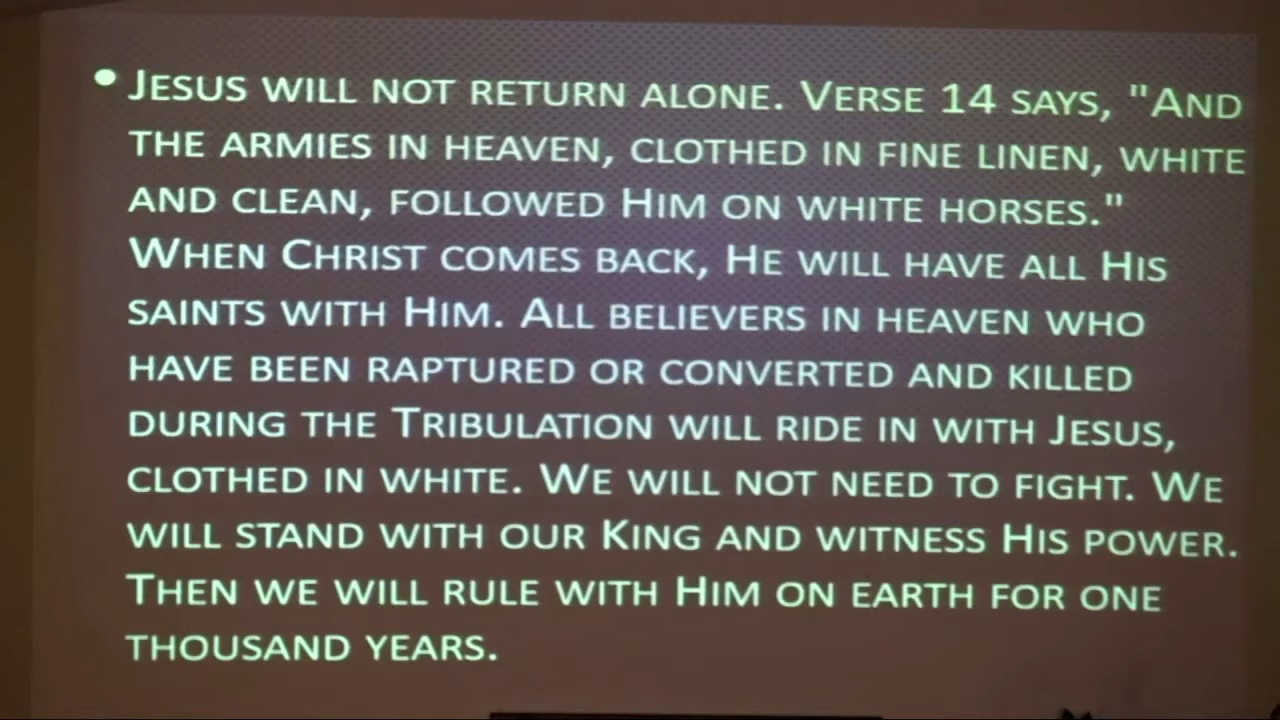 • Jesus will not return alone. Verse 14 says, "And
the armies in heaven, clothed in fine linen, white
and clean, followed Him on white horses."
When Christ comes back, He will have all His
saints with Him. All believers in heaven who
have been raptured or converted and killed
during the Tribulation will ride in with Jesus,
clothed in white. We will not need to fight. We
will stand with our King and witness His power.
Then we will rule with Him on earth for one
thousand years.